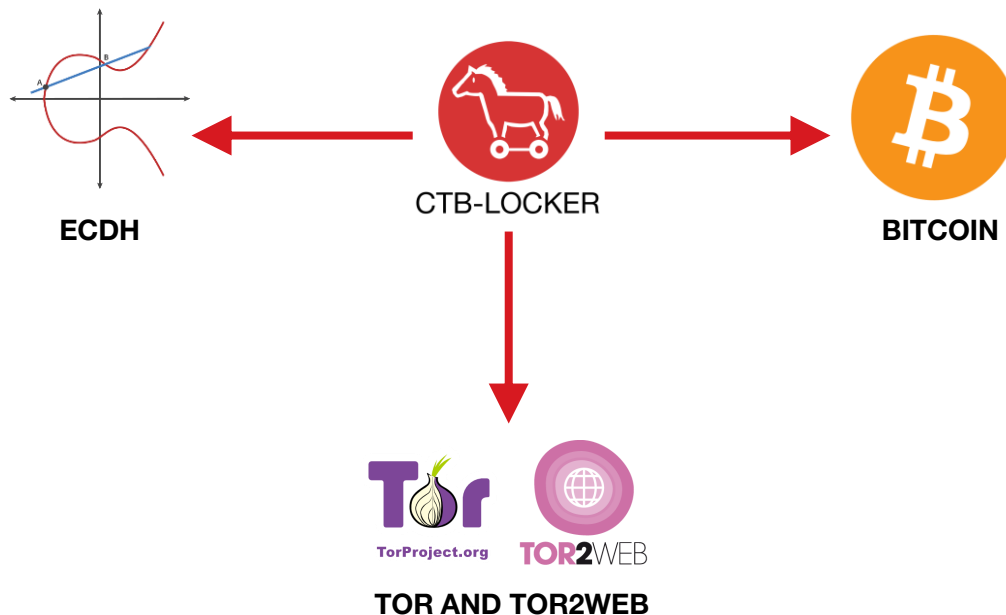 A
B
ECDH
CTB-LOCKER
BITCOIN
Tor
TorProject.org
TOR2WEB
TOR AND TOR2WEB